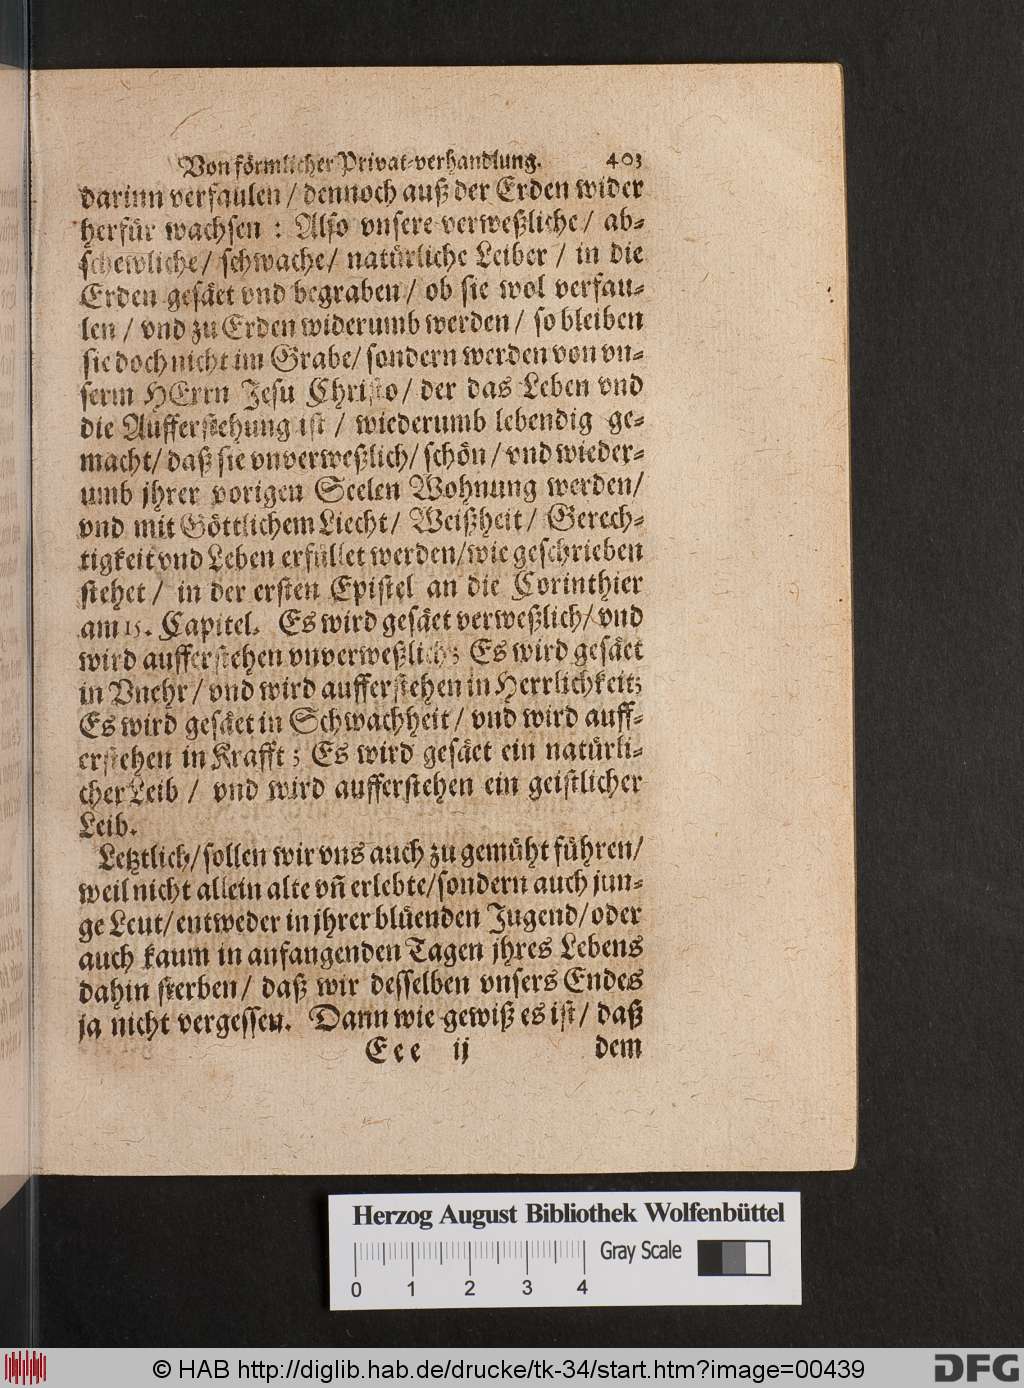 Von förmlicher Privat-verhandlung. 403
darinn verfaulen / dennoch auß der Erden wider
herfür wachsen : Also vnsere verweßliche / ab-
schewliche / schwache / natürliche Leiber / in die
Erden gesäet vnd begraben / ob sie wol verfau-
len / vnd zu Erden widerumb werden / so bleiben
sie doch nicht im Grabe / sondern werden von vn-
serm HErrn Jesu Christo / der das Leben vnd
die Aufferstehung ist / wiederumb lebendig ge-
macht / daß sie vnverweßlich / schön / vnd wieder-
umb jhrer vorigen Seelen Wohnung werden /
vnd mit Göttlichem Liecht / Weißheit / Gerech-
tigkeit vnd Leben erfüllet werden / wie geschrieben
stehet / in der ersten Epistel an die Corinthier
am 15. Capitel. Es wird gesäet verweßlich / vnd
wird aufferstehen vnverweßlich; Es wird gesäet
in Vnehr / vnd wird aufferstehen in Herrlichkeit;
Es wird gesäet in Schwachheit / vnd wird auff-
erstehen in Krafft ; Es wird gesäet ein natürli-
cher Leib / vnd wird aufferstehen ein geistlicher
Leib.
Letztlich / sollen wir vns auch zu gemüht führen /
weil nicht allein alte vñ erlebte / sondern auch jun-
ge Leut / entweder in jhrer blüenden Jugend / oder
auch kaum in anfangenden Tagen jhres Lebens
dahin sterben / daß wir desselben vnsers Endes
ja nicht vergessen. Dann wie gewiß es ist / daß
Eee ij dem
Herzog August Bibliothek Wolfenbüttel
Gray Scale
0 1 2 3 4
© HAB http://diglib.hab.de/drucke/tk-34/start.htm?image=00439
DFG